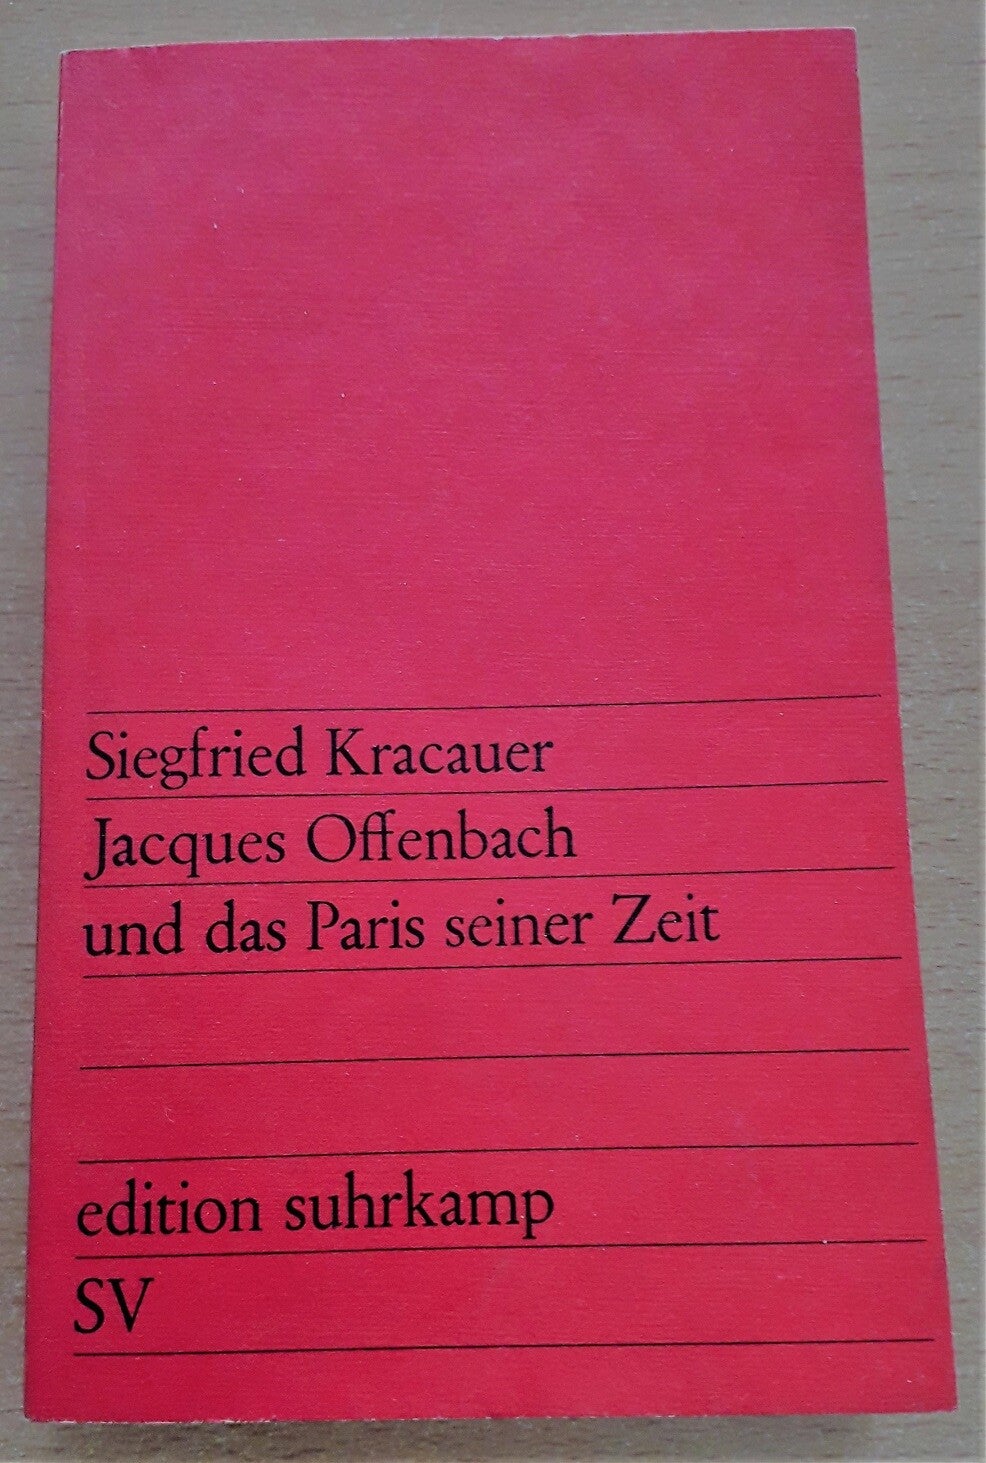 Siegfried Kracauer
Jacques Offenbach
und das Paris seiner Zeit
edition suhrkamp
SV